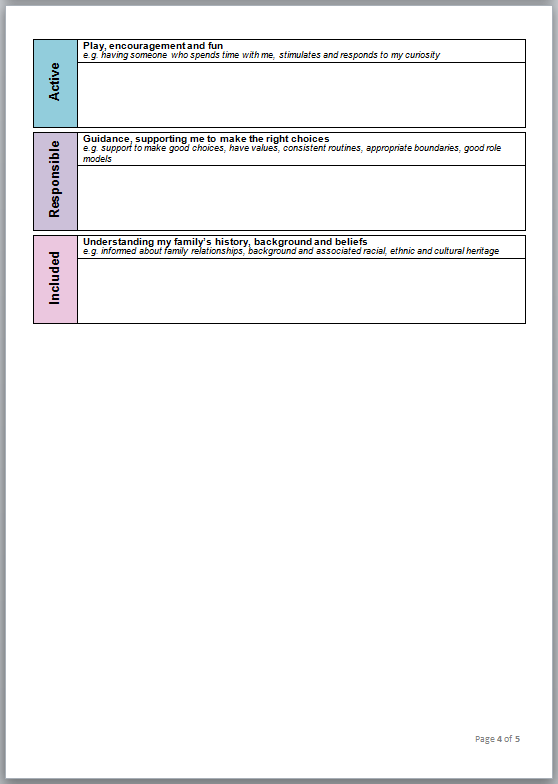 Active
Play, encouragement and fun
e.g. having someone who spends time with me, stimulates and responds to my curiosity
Responsible
Guidance, supporting me to make the right choices
e.g. support to make good choices, have values, consistent routines, appropriate boundaries, good role
models
Included
Understanding my family's history, background and beliefs
e.g. informed about family relationships, background and associated racial, ethnic and cultural heritage
Page 4 of 5